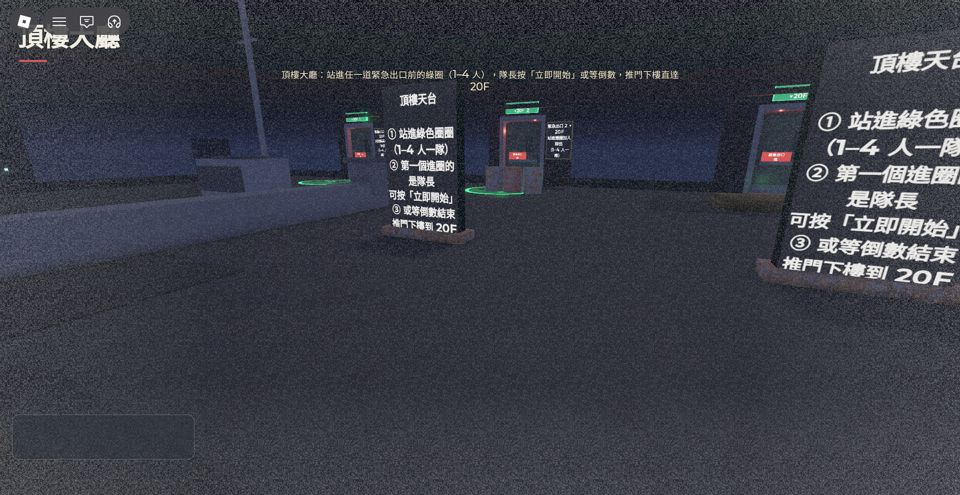 頂樓大廳
頂樓大廳：站進任一道緊急出口前的綠圈（1–4 人），隊長按「立即開始」或等倒數，推門下樓直達
20F
頂樓天台
① 站進綠色圈圈
（1–4 人一隊）
② 第一個進圈的
是隊長
可按「立即開始」
③ 或等倒數結束
推門下樓到 20F
頂樓天台
① 站進綠色圈
（1–4 人一隊
② 第一個進圈
是隊長
可按「立即開始」
③ 或等倒數結束
推門下樓到 20F